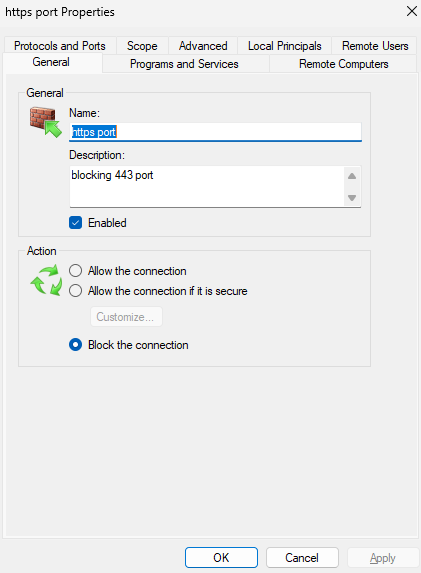 https port Properties
Protocols and Ports Scope Advanced Local Principals Remote Users
General Programs and Services Remote Computers
General
Name:
https port
Description:
blocking 443 port
Enabled
Action
Allow the connection
Allow the connection if it is secure
Customize...
Block the connection
OK Cancel Apply